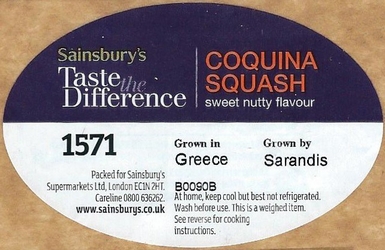 Sainsbury's
Taste the
Difference
COQUINA
SQUASH
sweet nutty flavour
1571
Grown in
Greece
Grown by
Sarandis
Packed for Sainsbury's
Supermarkets Ltd, London EC1N 2HT.
Careline 0800 636262.
www.sainsburys.co.uk
B0090B
At home, keep cool but best not refrigerated.
Wash before use. This is a weighed item.
See reverse for cooking
instructions.